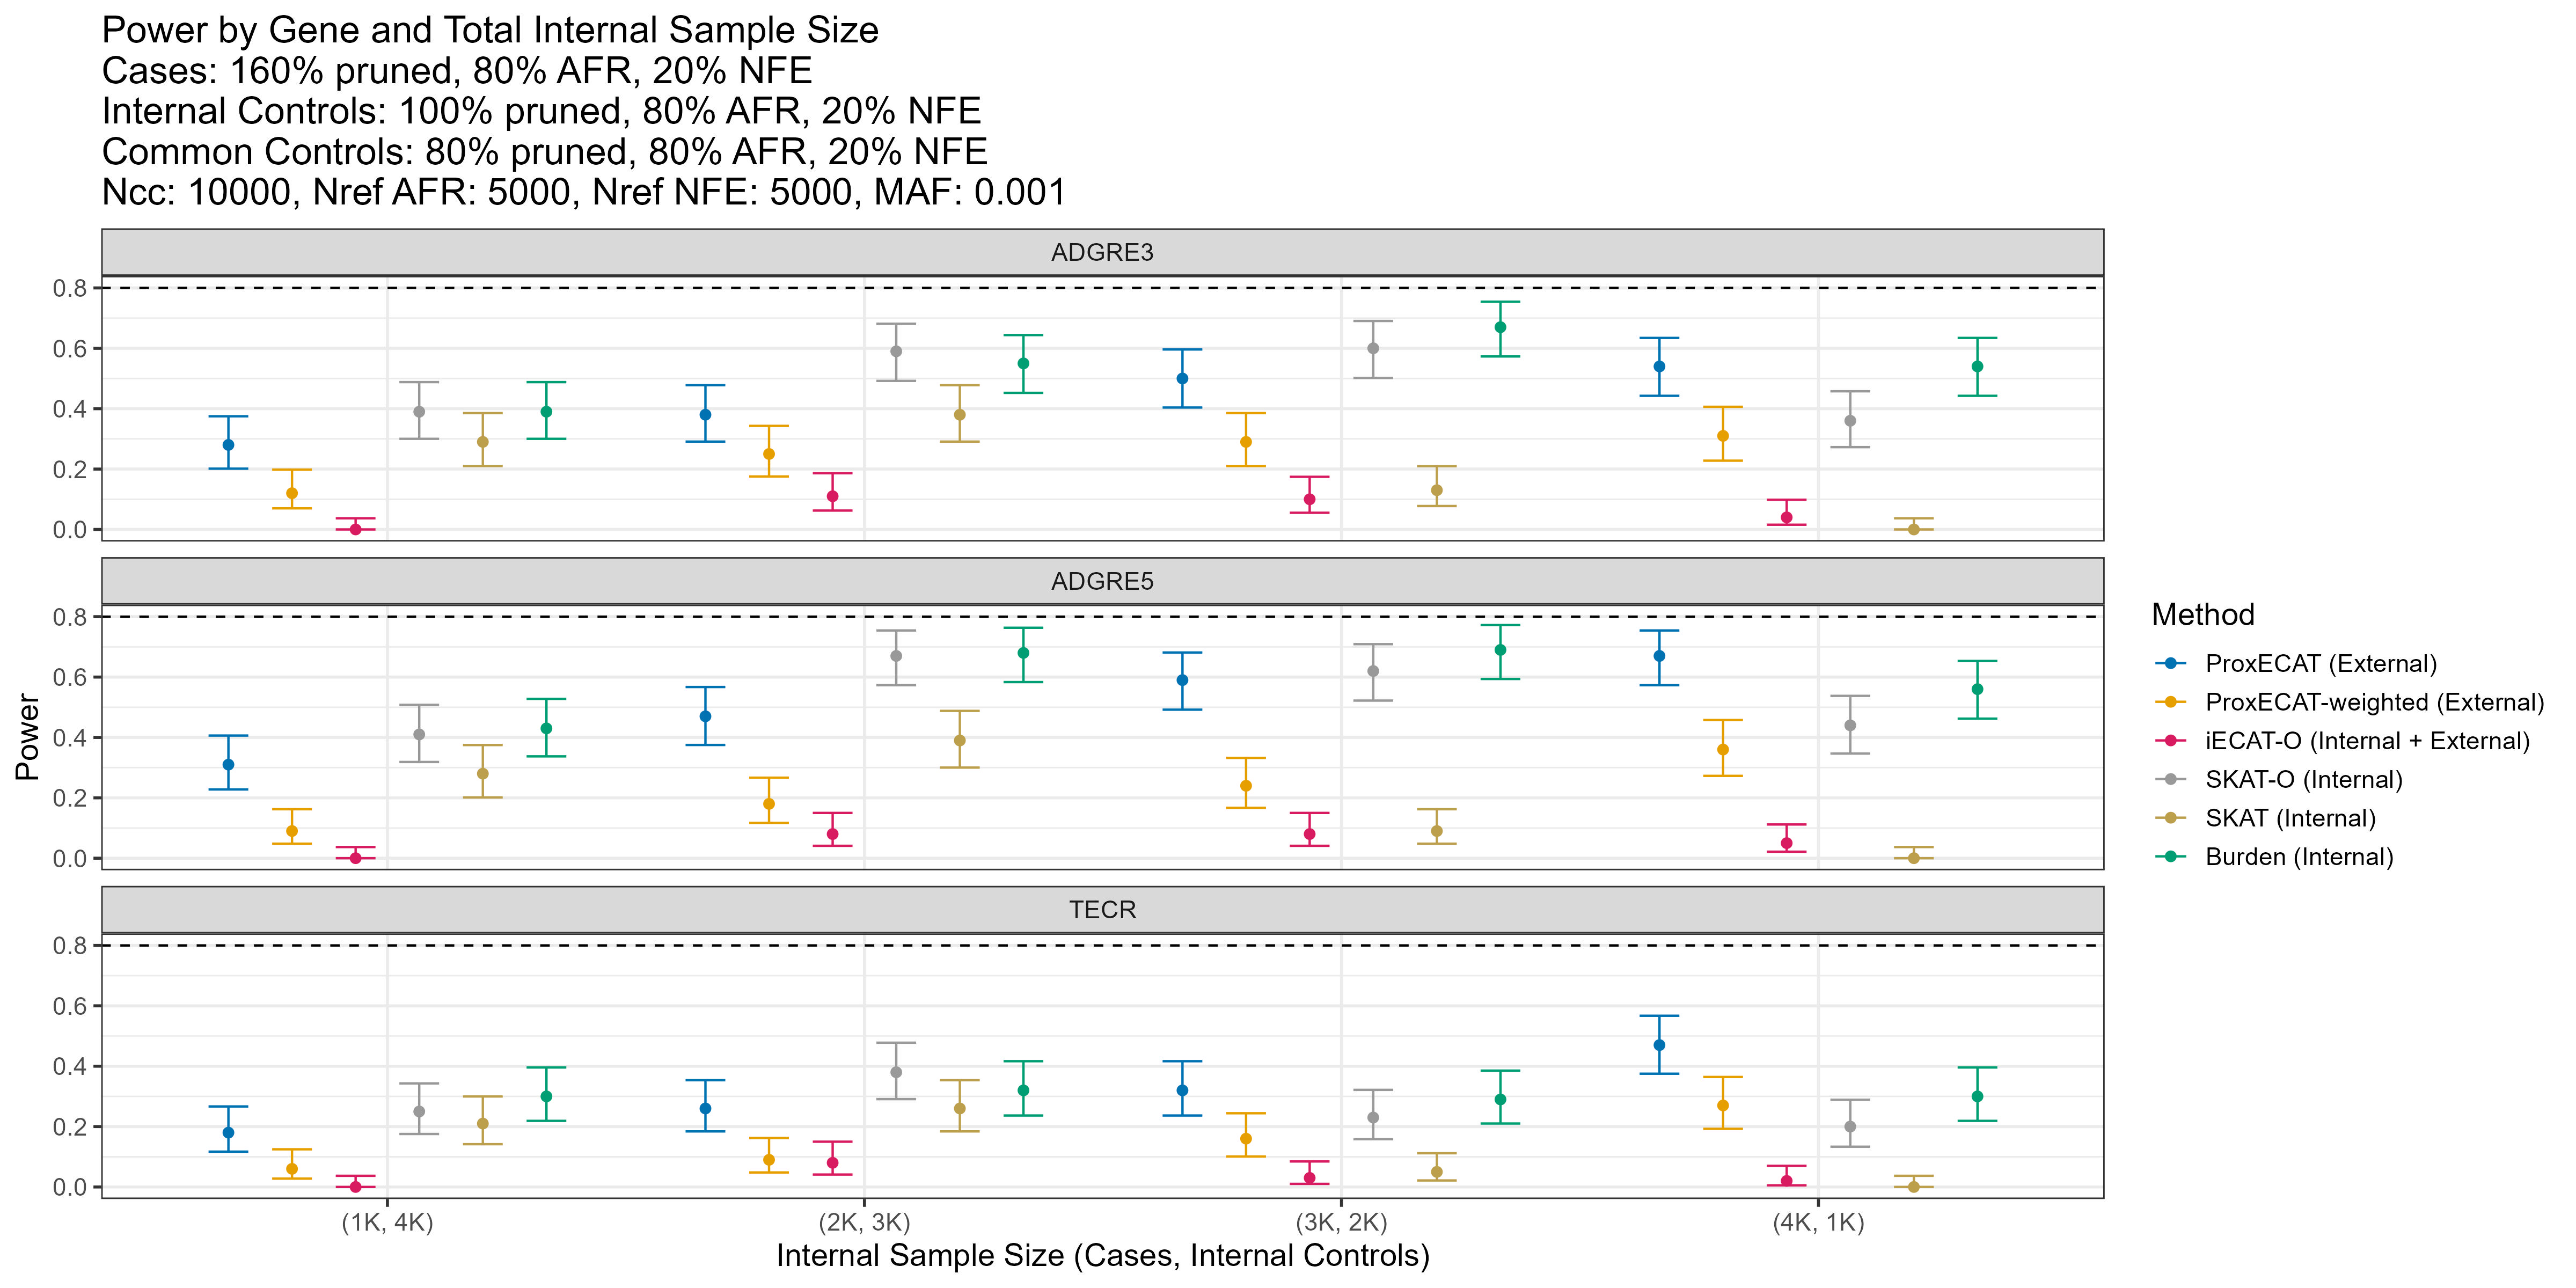 Power by Gene and Total Internal Sample Size
Cases: 160% pruned, 80% AFR, 20% NFE
Internal Controls: 100% pruned, 80% AFR, 20% NFE
Common Controls: 80% pruned, 80% AFR, 20% NFE
Ncc: 10000, Nref AFR: 5000, Nref NFE: 5000, MAF: 0.001
ADGRE3
0.8
0.6
0.4
0.2
0.0
ADGRE5
0.8
0.6
0.4
0.2
0.0
TECR
0.8
0.6
0.4
0.2
0.0
Power
(1K, 4K)
(2K, 3K)
(3K, 2K)
(4K, 1K)
Internal Sample Size (Cases, Internal Controls)
Method
ProxECAT (External)
ProxECAT-weighted (External)
iECAT-O (Internal + External)
SKAT-O (Internal)
SKAT (Internal)
Burden (Internal)